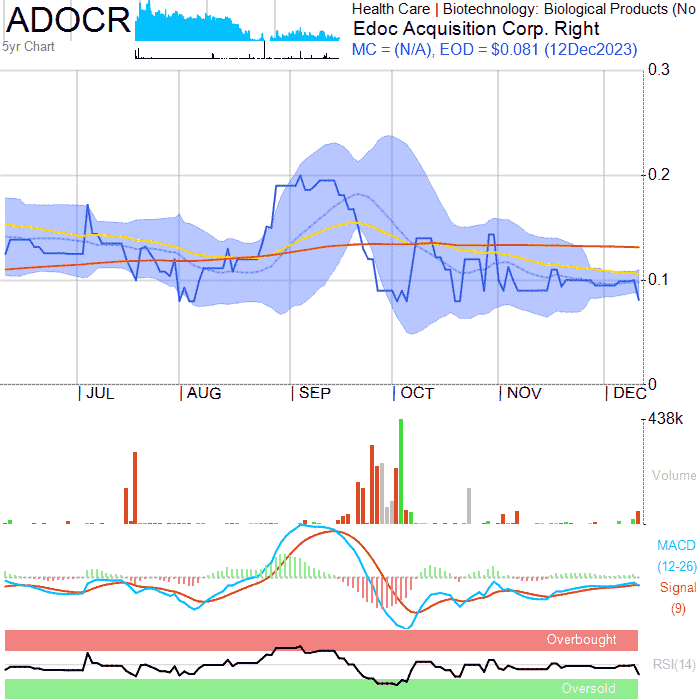 ADOCR
5yr Chart
Health Care | Biotechnology: Biological Products (No
Edoc Acquisition Corp. Right
MC = (N/A), EOD = $0.081 (12Dec2023)
0.3
0.2
0.1
0
| JUL | AUG | SEP | OCT | NOV | DEC
438k
Volume
MACD
(12-26)
Signal
(9)
Overbought
RSI(14)
Oversold